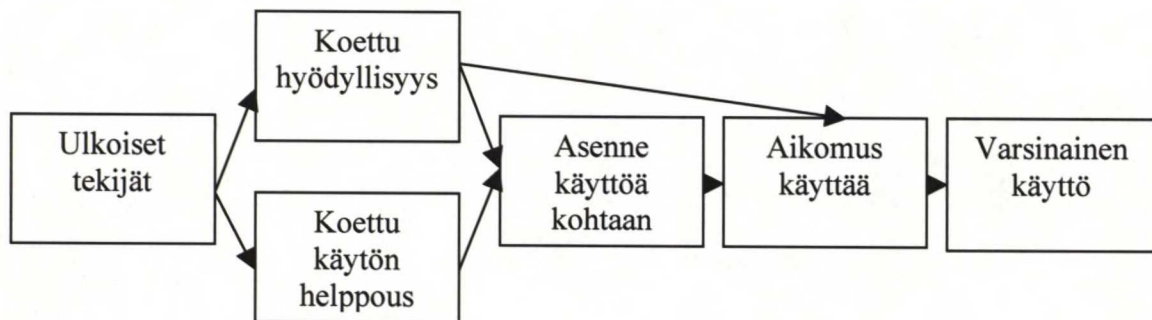 Ulkoiset
tekijät
Koettu
hyödyllisyys
Koettu
käytön
helppous
Asenne
käyttöä
kohtaan
Aikomus
käyttää
Varsinainen
käyttö